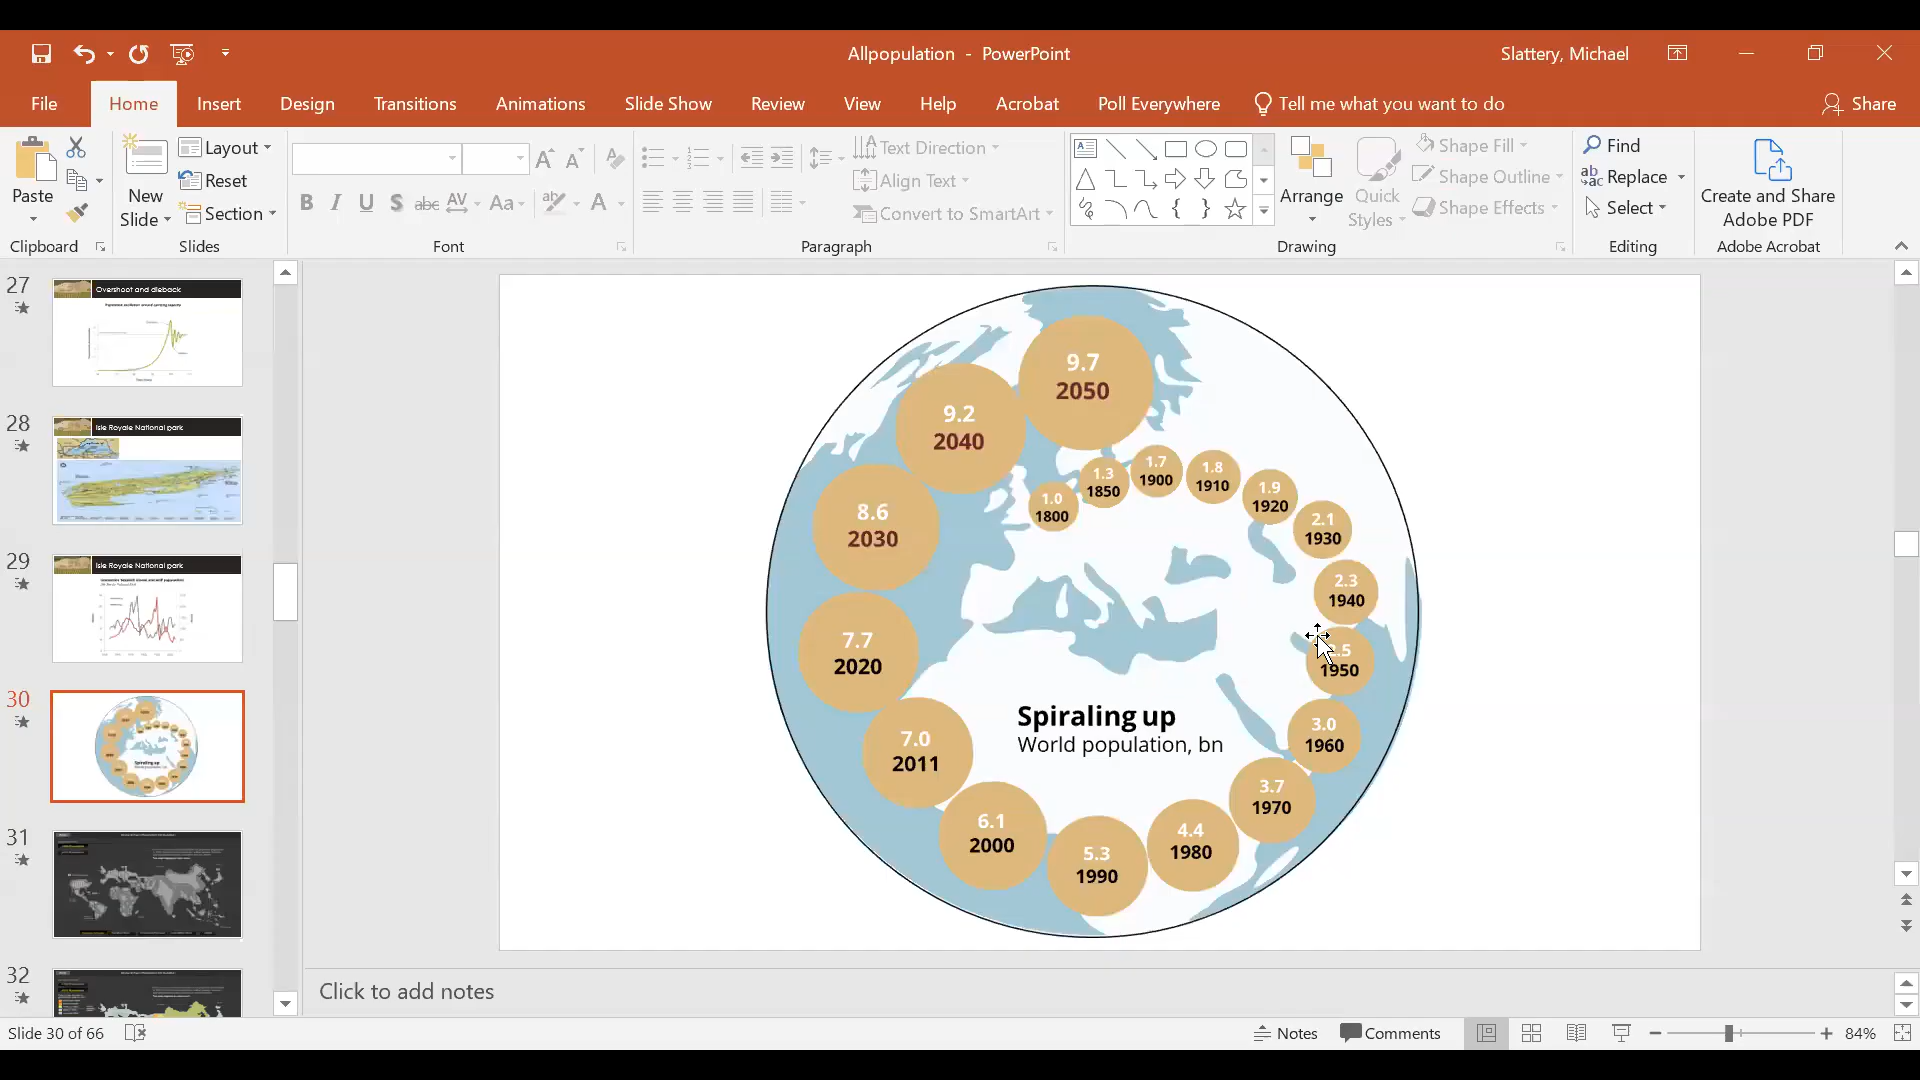 Allpopulation - PowerPoint
Slattery, Michael
File
Home
Insert
Design
Transitions
Animations
Slide Show
Review
View
Help
Acrobat
Poll Everywhere
Tell me what you want to do
Share
Paste
Clipboard
New
Slide
Layout
Reset
Section
Slides
B I U S abc AV Aa A
Font
Text Direction
Align Text
Convert to SmartArt
Paragraph
Arrange
Quick
Styles
Shape Fill
Shape Outline
Shape Effects
Drawing
Find
Replace
Select
Editing
Create and Share
Adobe PDF
Adobe Acrobat
27
Overshoot and dieback
28
Isle Royale National park
29
Isle Royale National park
30
31
32
9.7
2050
9.2
2040
8.6
2030
7.7
2020
7.0
2011
6.1
2000
5.3
1990
4.4
1980
3.7
1970
3.0
1960
.5
1950
2.3
1940
2.1
1930
1.9
1920
1.8
1910
1.7
1900
1.3
1850
1.0
1800
Spiraling up
World population, bn
Click to add notes
Slide 30 of 66
Notes
Comments
84%